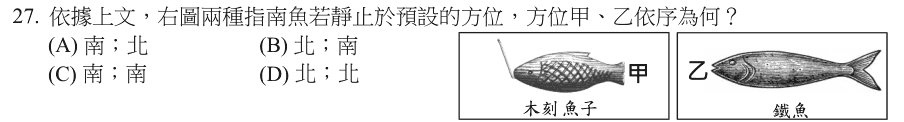 27. 依據上文，右圖兩種指南魚若靜止於預設的方位，方位甲、乙依序為何？
(A) 南；北 (B) 北；南
(C) 南；南 (D) 北；北
甲 乙
木刻魚子 鐵魚